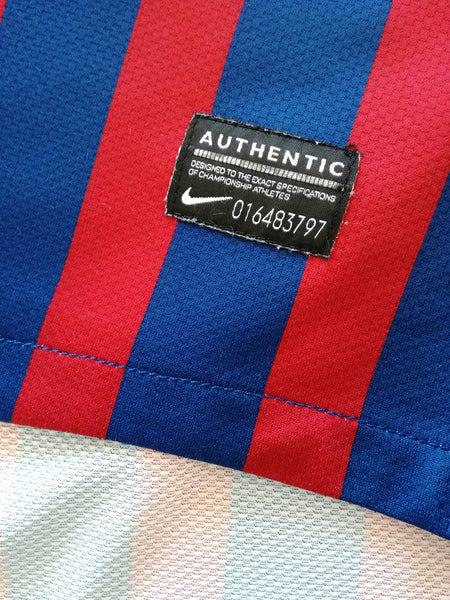 AUTHENTIC
DESIGNED TO THE EXACT SPECIFICATIONS
OF CHAMPIONSHIP ATHLETES
016483797